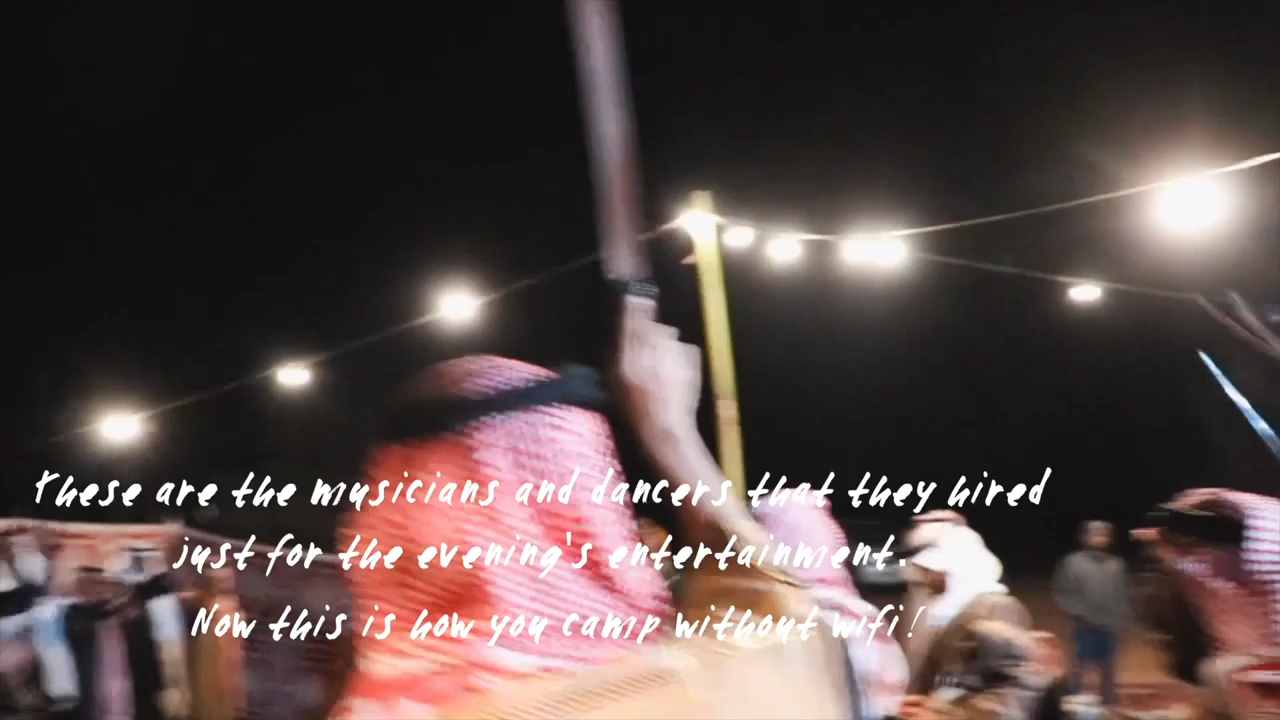 These are the musicians and dancers that they hired
just for the evening's entertainment.
Now this is how you camp without wifi!